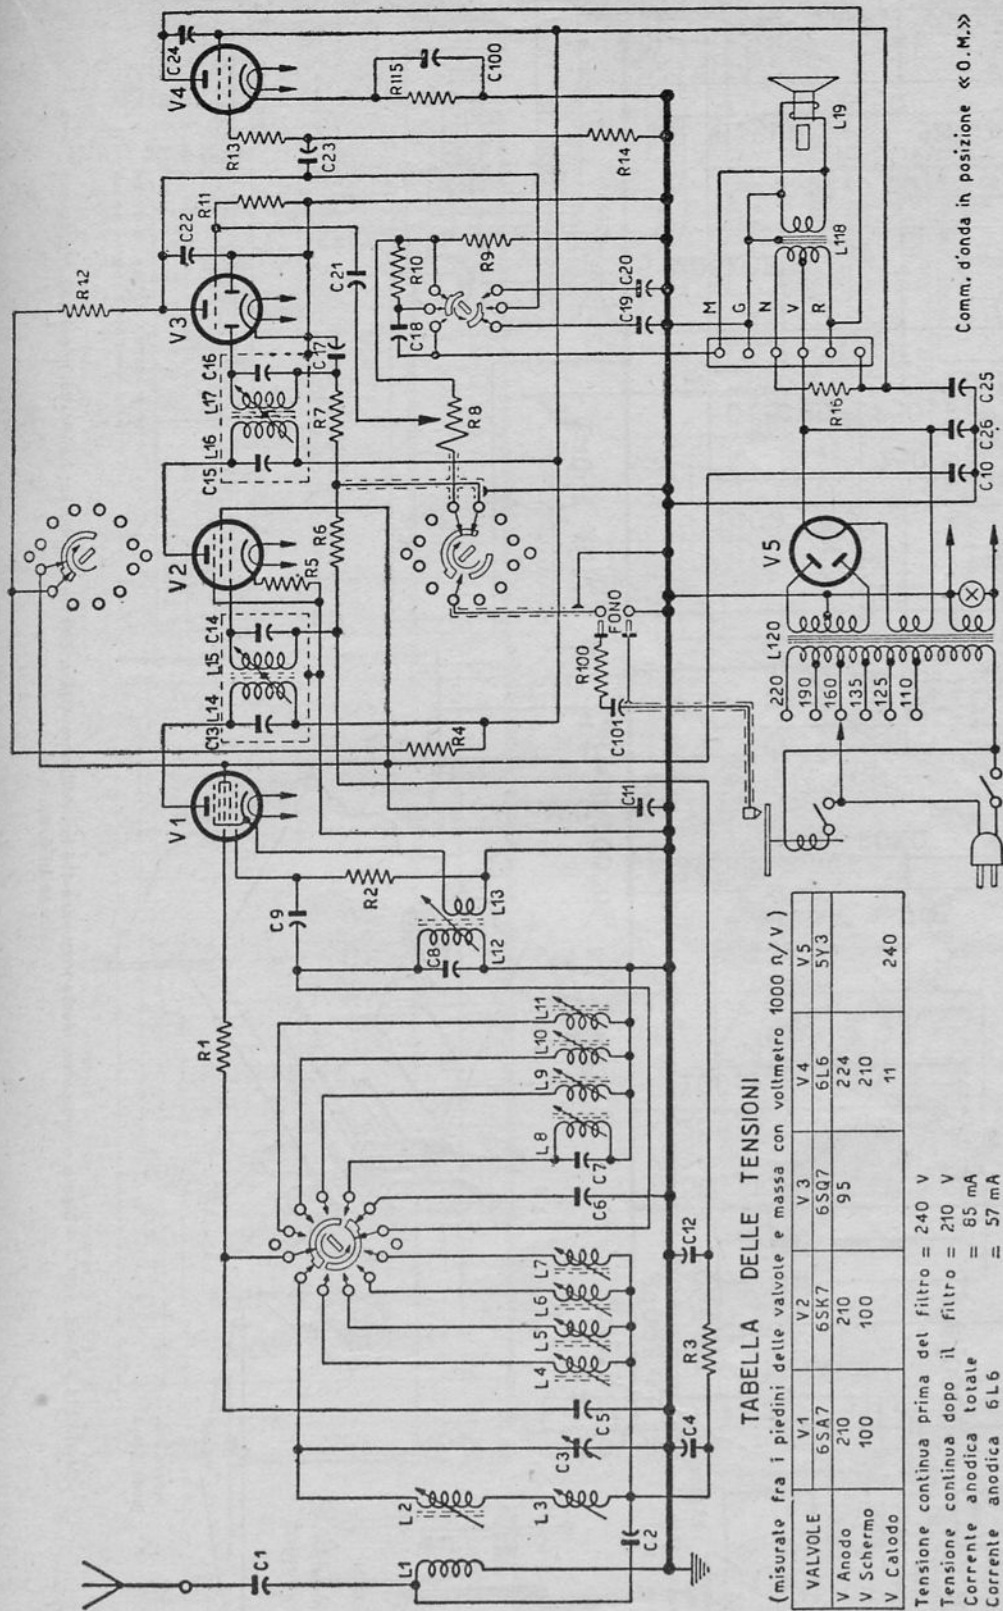 C24
V4
R115
C100
R13
C23
R14
R11
C22
R12
V3
C21
R10
R9
C18
C19
C20
C16
C17
L17
L16
C15
R7
R8
V2
R6
R5
C14
L15
L14
C13
R4
V1
C11
FONO
R100
C101
C9
R2
C8
L13
L12
R1
L11
L10
L9
L8
C7
C6
C12
L7
L6
L5
L4
R3
C5
C3
C4
L2
L3
C2
C1
L1
L19
L118
M
G
N
V
R
R16
C25
C26
C10
V5
L120
220
190
160
135
125
110
Comm. d'onda in posizione «O.M.»
TABELLA DELLE TENSIONI
(misurate fra i piedini delle valvole e massa con voltmetro 1000 n/V)
VALVOLE V1 V2 V3 V4 V5
6SA7 6SK7 6SQ7 6L6 5Y3
V Anodo 210 210 95 224
V Schermo 100 100 210
V Catodo 11 240
Tensione continua prima del filtro = 240 V
Tensione continua dopo il filtro = 210 V
Corrente anodica totale = 85 mA
Corrente anodica 6L6 = 57 mA